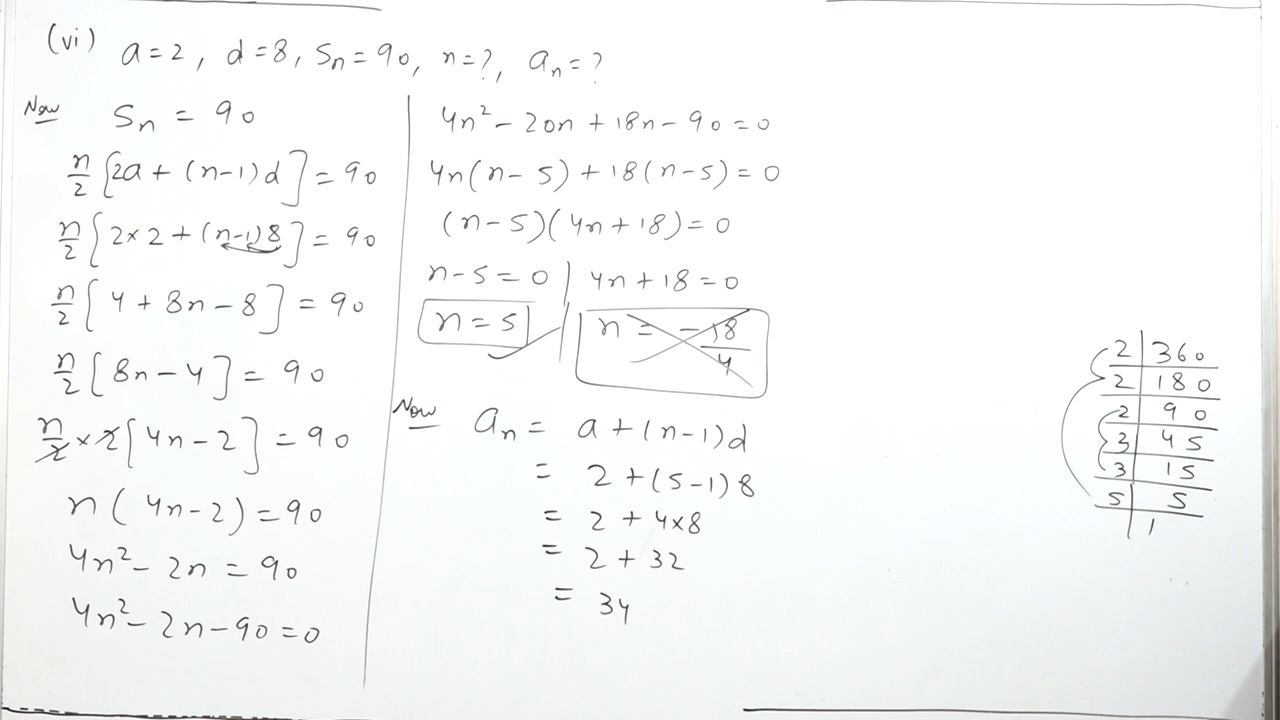 (vi) a = 2, d = 8, Sn = 90, n = ?, an = ?
Now Sn = 90
n/2 [2a + (n-1)d] = 90
n/2 [2×2 + (n-1)8] = 90
n/2 [4 + 8n - 8] = 90
n/2 [8n - 4] = 90
n/2 × 2[4n - 2] = 90
n(4n - 2) = 90
4n² - 2n = 90
4n² - 2n - 90 = 0
4n² - 20n + 18n - 90 = 0
4n(n - 5) + 18(n - 5) = 0
(n - 5)(4n + 18) = 0
n - 5 = 0 | 4n + 18 = 0
n = 5 | n = -18/4
Now an = a + (n-1)d
= 2 + (5-1)8
= 2 + 4×8
= 2 + 32
= 34
2 | 360
2 | 180
2 | 90
3 | 45
3 | 15
5 | 5
| 1